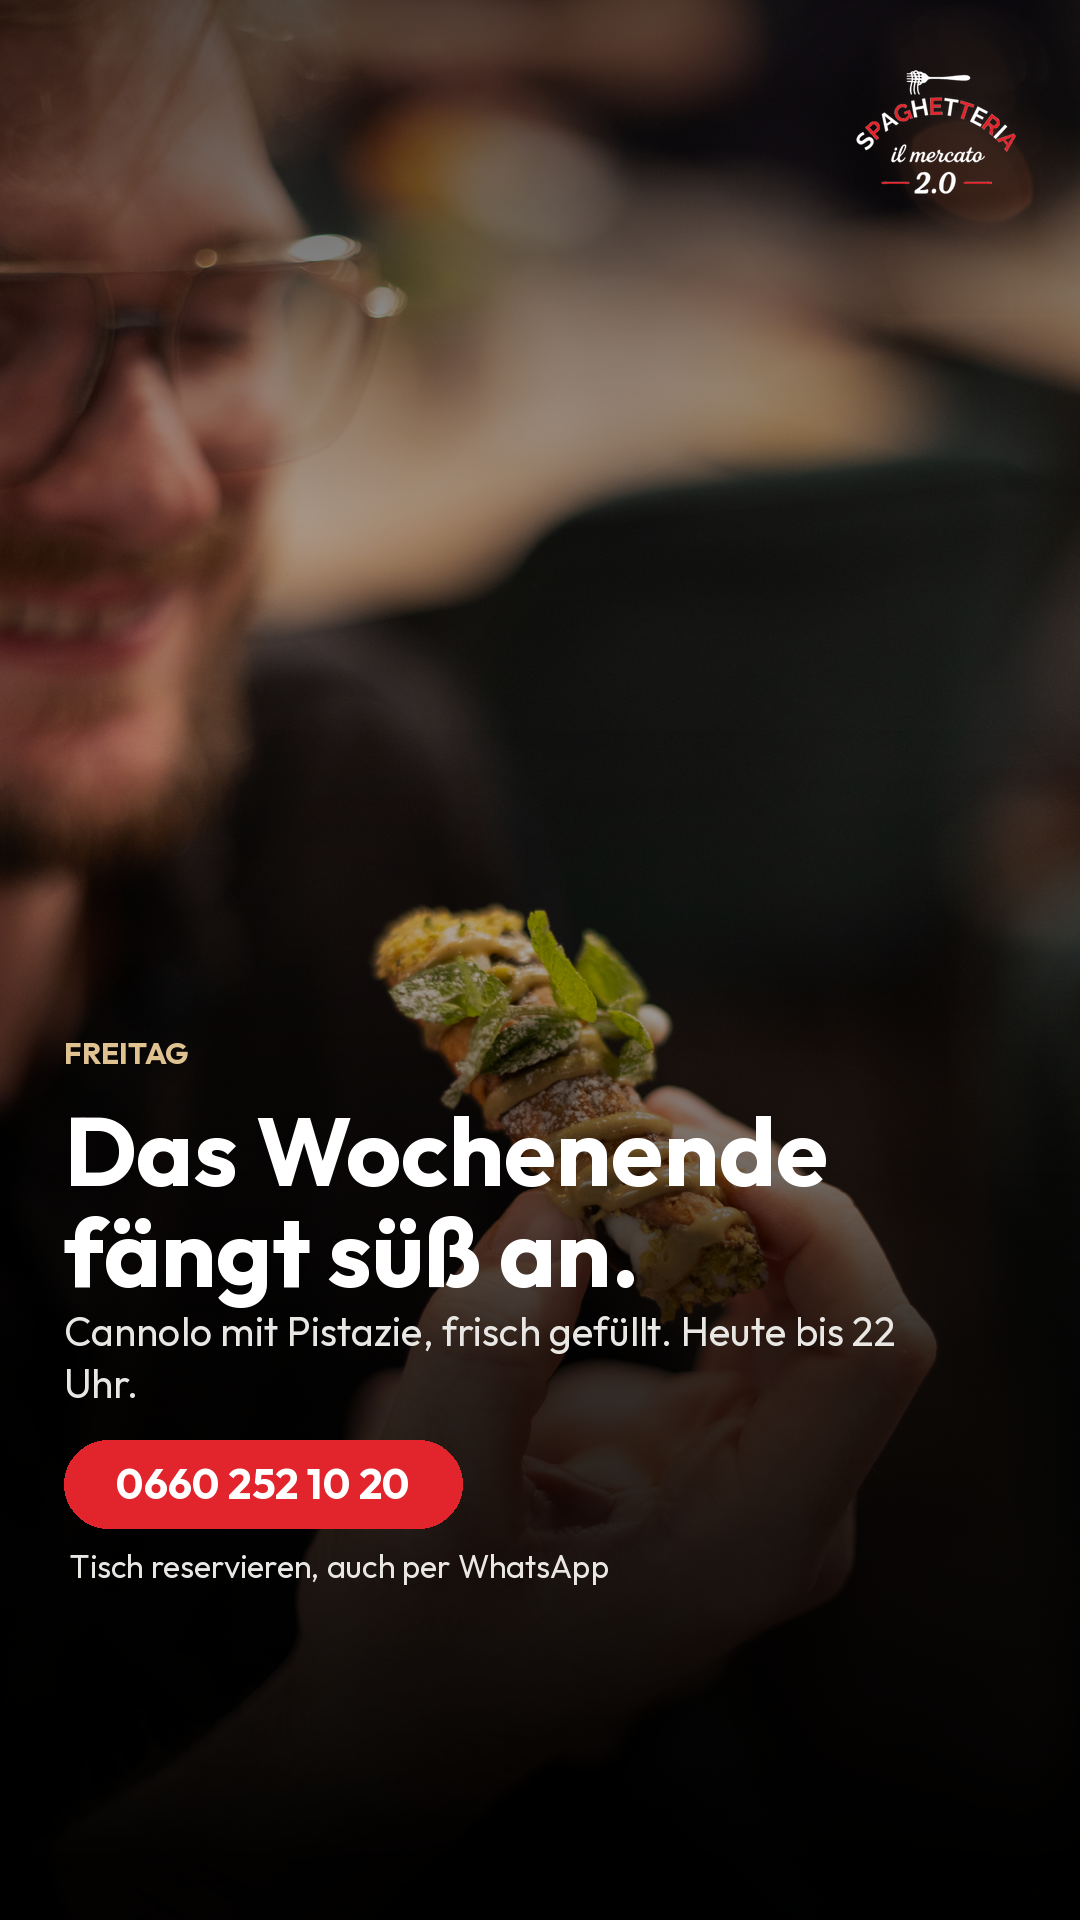 SPAGHETTERIA
il mercato
2.0
FREITAG
Das Wochenende
fängt süß an.
Cannolo mit Pistazie, frisch gefüllt. Heute bis 22
Uhr.
0660 252 10 20
Tisch reservieren, auch per WhatsApp